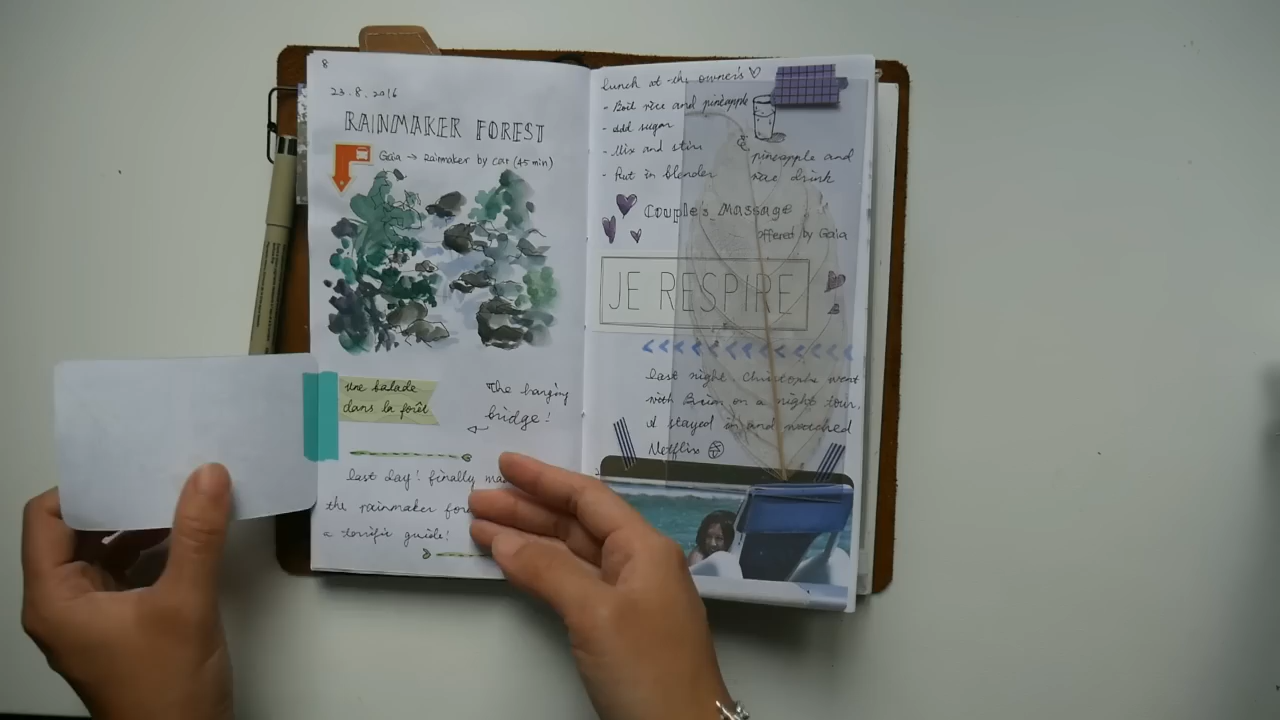 8
23.8.2016
RAINMAKER FOREST
Gaia → Rainmaker by car (45 min)
une balade
dans la forêt
The hanging
bridge!
last day! finally
the rainmaker
a terrific guide!
lunch at the owner's
- Boil rice and pineapple
- add sugar
- Mix and stir
- Put in blender
pineapple and
rice drink
Couple's Massage
offered by Gaia
JE RESPIRE
last night, Christophe went
with Brian on a night tour.
I stayed in and watched
Netflix